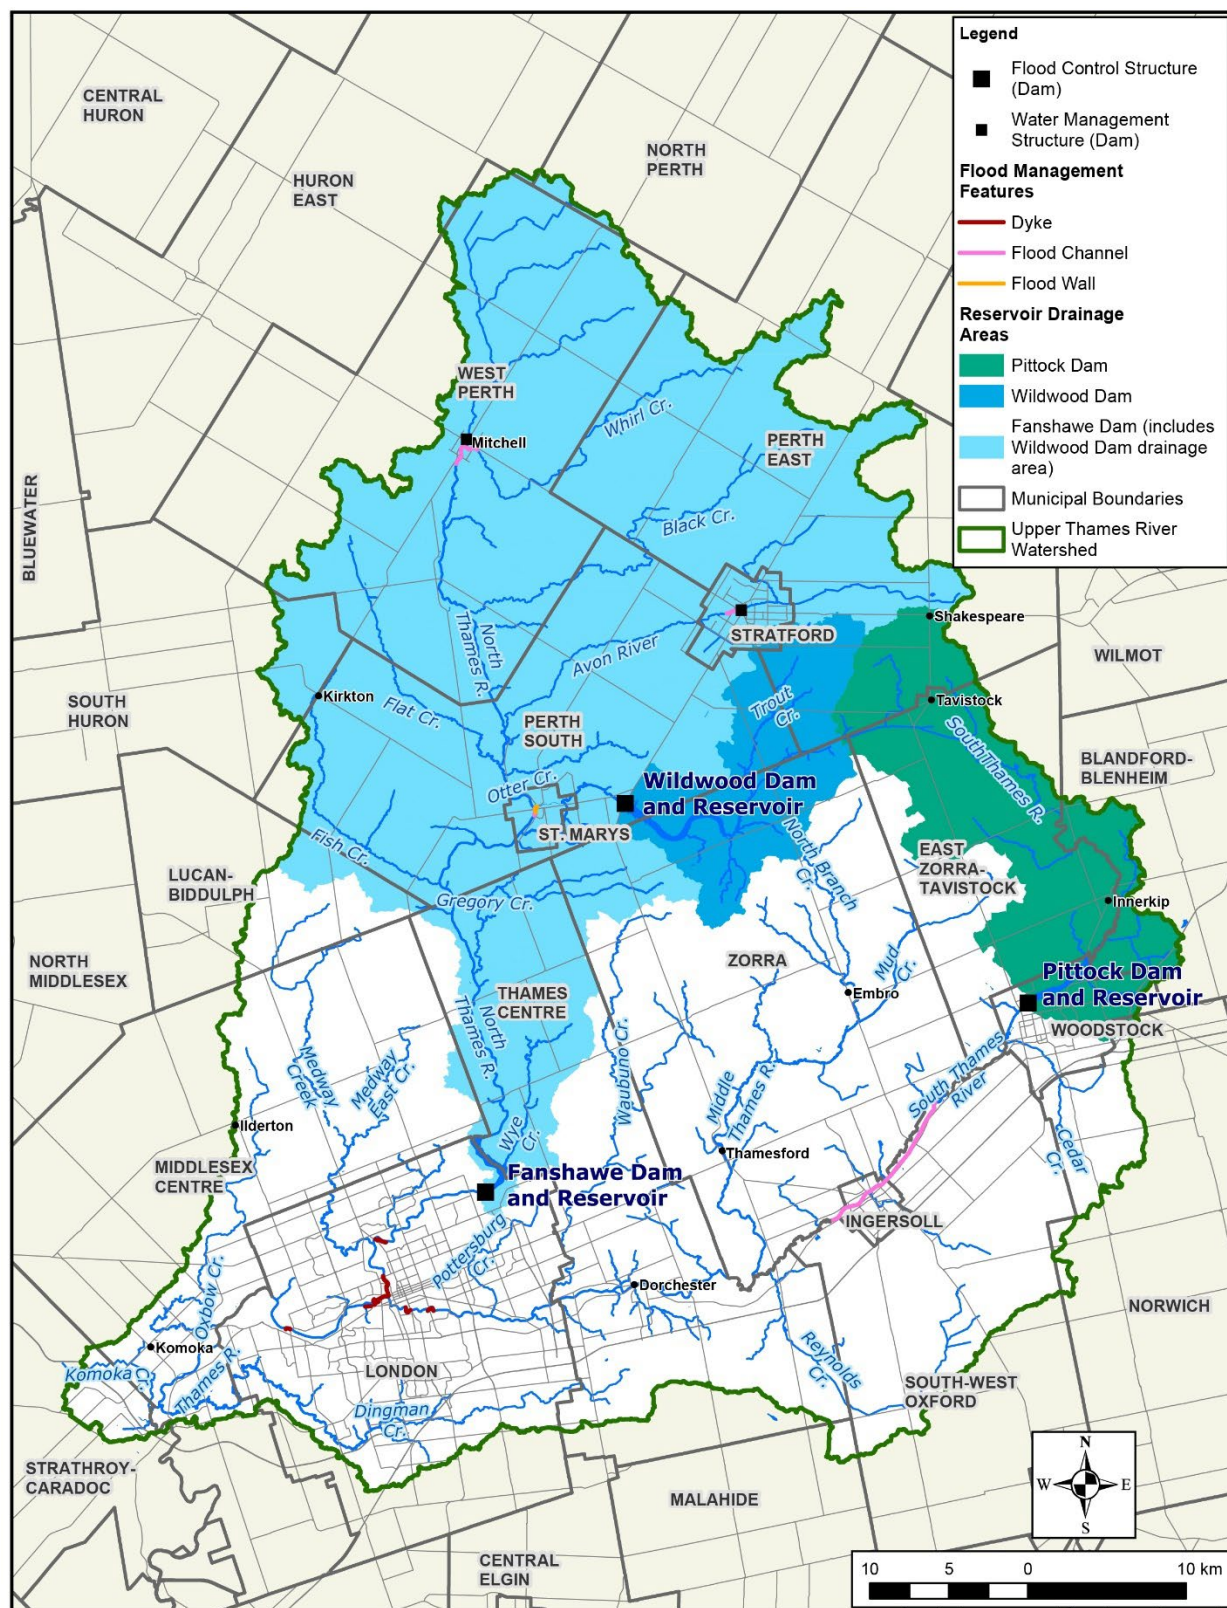 Legend
Flood Control Structure
(Dam)
Water Management
Structure (Dam)
Flood Management
Features
Dyke
Flood Channel
Flood Wall
Reservoir Drainage
Areas
Pittock Dam
Wildwood Dam
Fanshawe Dam (includes
Wildwood Dam drainage
area)
Municipal Boundaries
Upper Thames River
Watershed
CENTRAL
HURON
HURON
EAST
NORTH
PERTH
WEST
PERTH
Mitchell
Whirl Cr.
PERTH
EAST
Black Cr.
BLUEWATER
North
Thames R.
Avon River
STRATFORD
Shakespeare
WILMOT
SOUTH
HURON
Kirkton
Flat Cr.
PERTH
SOUTH
Trout
Cr.
Tavistock
South Thames R.
BLANDFORD-
BLENHEIM
Otter Cr.
Wildwood Dam
and Reservoir
ST. MARYS
Fish Cr.
North Branch
Cr.
EAST
ZORRA-
TAVISTOCK
LUCAN-
BIDDULPH
Gregory Cr.
Innerkip
NORTH
MIDDLESEX
ZORRA
Mud
Cr.
Pittock Dam
and Reservoir
Embro
THAMES
CENTRE
North
Thames R.
WOODSTOCK
Medway
Creek
Medway
East Cr.
Waubuno Cr.
Middle
Thames R.
South Thames
River
Wye
Cr.
Ilderton
Thamesford
Cedar
Cr.
MIDDLESEX
CENTRE
Fanshawe Dam
and Reservoir
INGERSOLL
Pottersburg
Cr.
Dorchester
Oxbow Cr.
NORWICH
Komoka
Komoka Cr.
Thames R.
LONDON
Reynolds
Cr.
SOUTH-WEST
OXFORD
Dingman
Cr.
STRATHROY-
CARADOC
MALAHIDE
CENTRAL
ELGIN
N
W
E
S
10 5 0 10 km